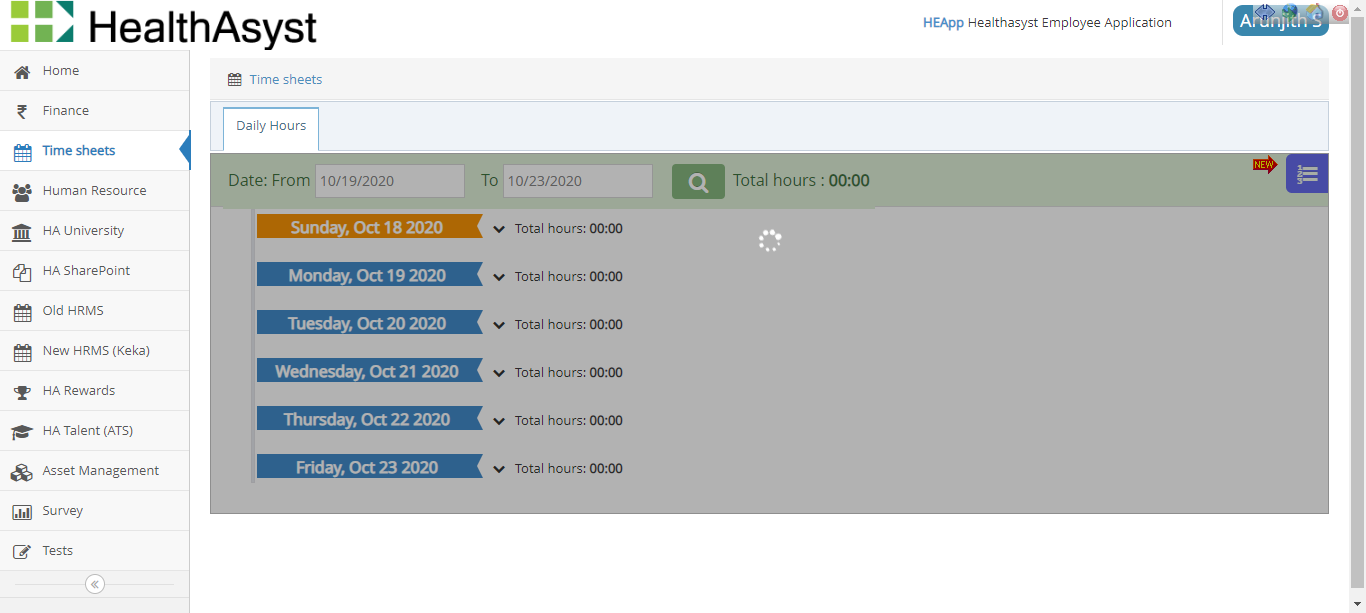 HealthAsyst
HEApp Healthasyst Employee Application
Arunjith S
Home
Finance
Time sheets
Human Resource
HA University
HA SharePoint
Old HRMS
New HRMS (Keka)
HA Rewards
HA Talent (ATS)
Asset Management
Survey
Tests
Time sheets
Daily Hours
Date: From 10/19/2020 To 10/23/2020 Total hours : 00:00
NEW
Sunday, Oct 18 2020 Total hours: 00:00
Monday, Oct 19 2020 Total hours: 00:00
Tuesday, Oct 20 2020 Total hours: 00:00
Wednesday, Oct 21 2020 Total hours: 00:00
Thursday, Oct 22 2020 Total hours: 00:00
Friday, Oct 23 2020 Total hours: 00:00